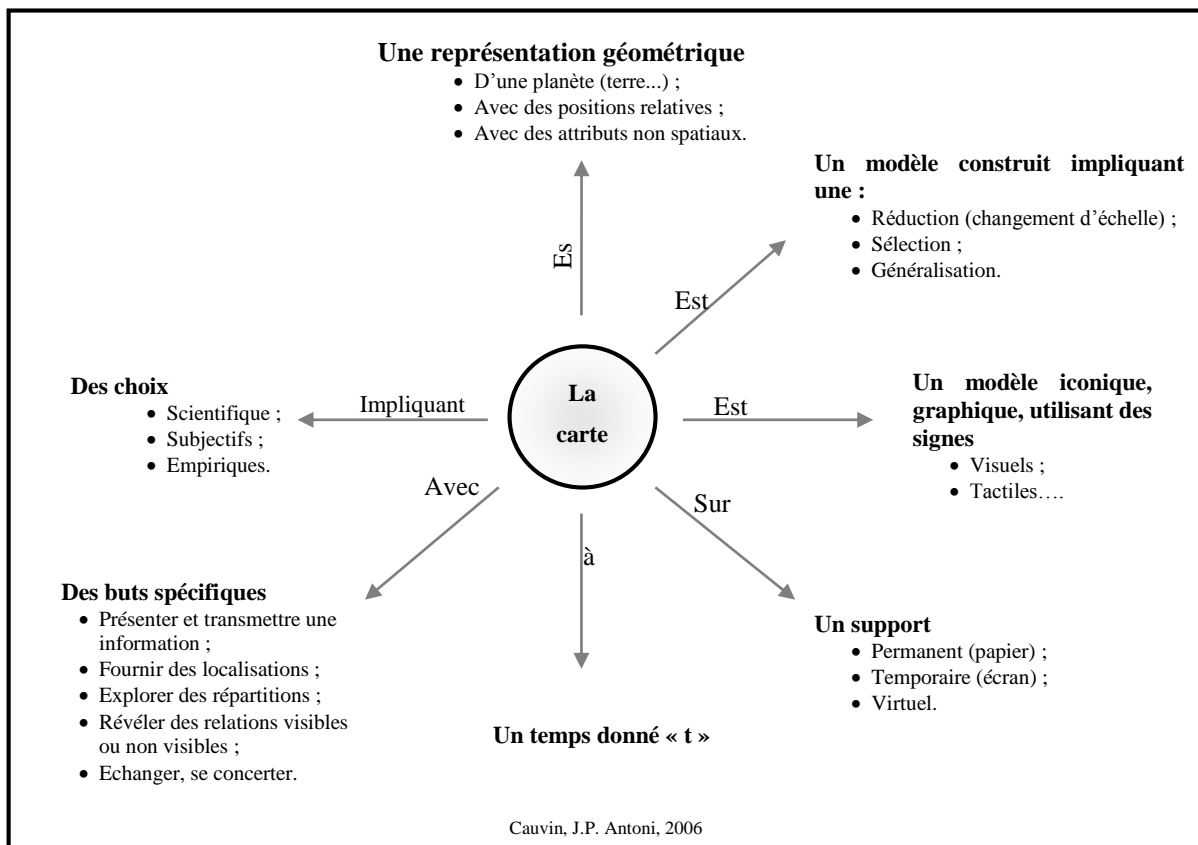 Une représentation géométrique
• D'une planète (terre...) ;
• Avec des positions relatives ;
• Avec des attributs non spatiaux.
Es
Un modèle construit impliquant
une :
• Réduction (changement d'échelle) ;
• Sélection ;
• Généralisation.
Est
La
carte
Est
Un modèle iconique,
graphique, utilisant des
signes
• Visuels ;
• Tactiles….
Impliquant
Des choix
• Scientifique ;
• Subjectifs ;
• Empiriques.
Avec
Des buts spécifiques
• Présenter et transmettre une
information ;
• Fournir des localisations ;
• Explorer des répartitions ;
• Révéler des relations visibles
ou non visibles ;
• Echanger, se concerter.
à
Un temps donné « t »
Sur
Un support
• Permanent (papier) ;
• Temporaire (écran) ;
• Virtuel.
Cauvin, J.P. Antoni, 2006